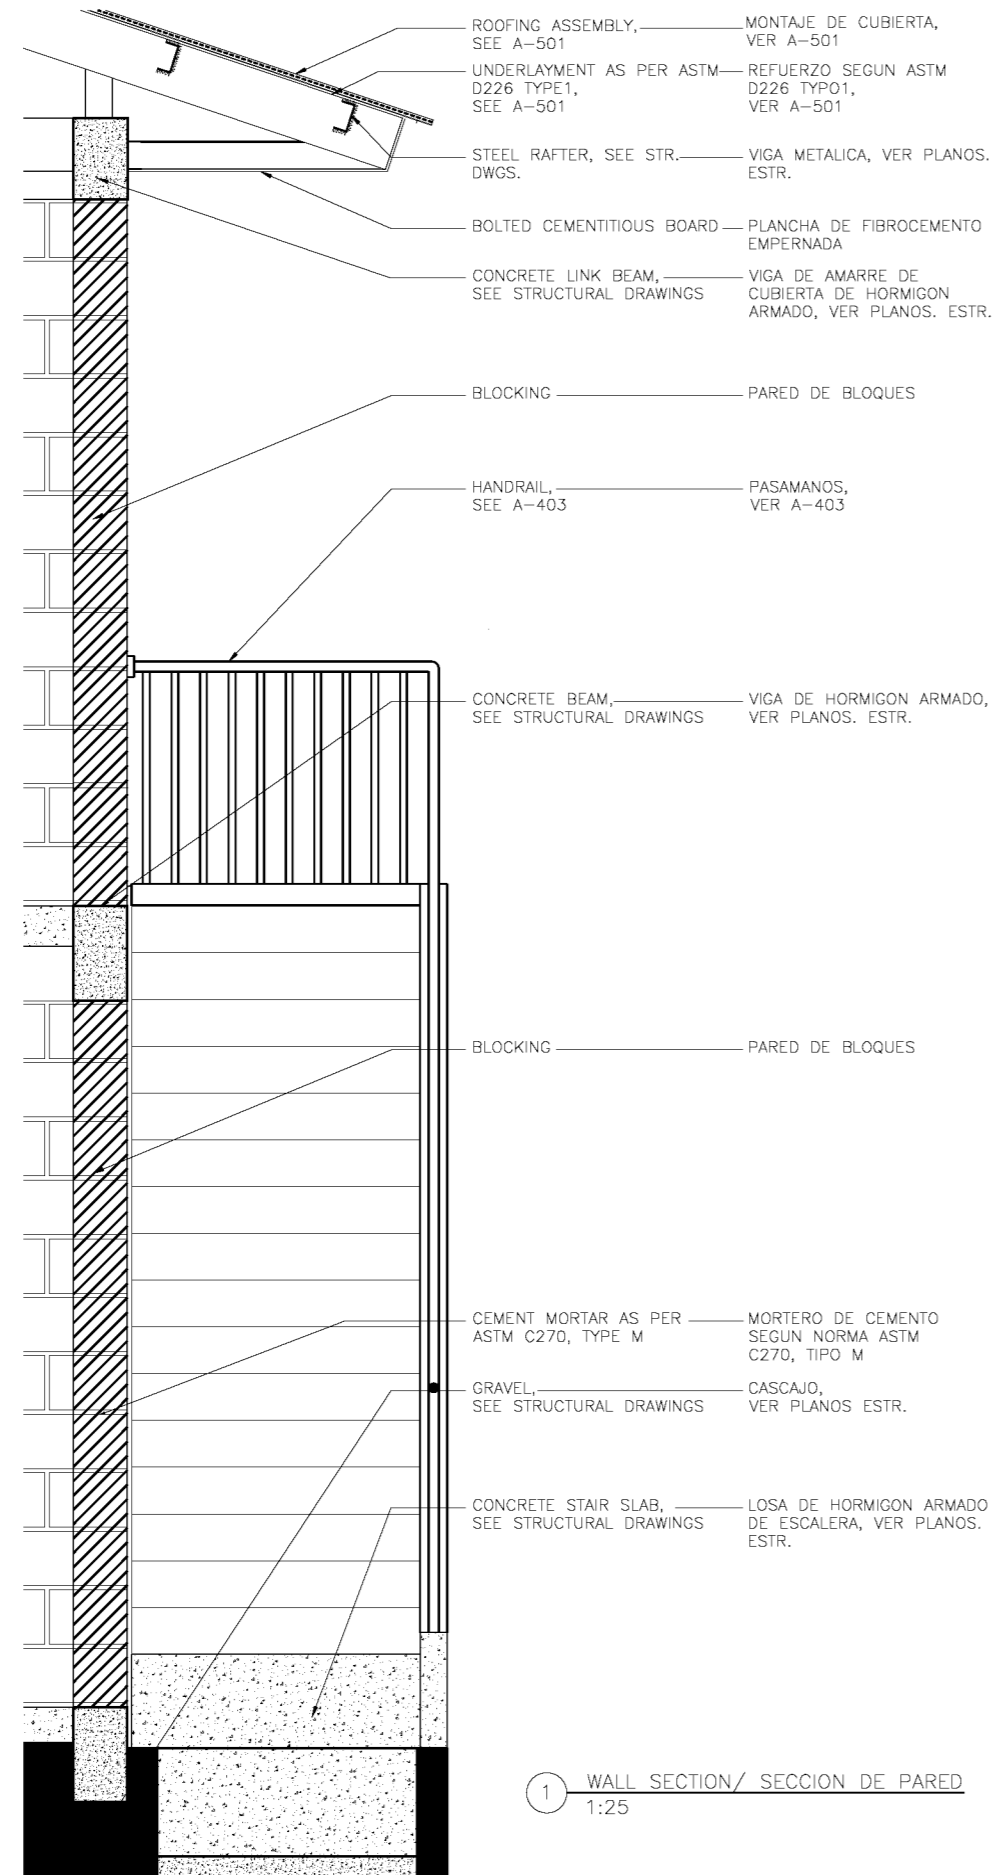 ROOFING ASSEMBLY,
SEE A-501
MONTAJE DE CUBIERTA,
VER A-501
UNDERLAYMENT AS PER ASTM
D226 TYPE1,
SEE A-501
REFUERZO SEGUN ASTM
D226 TYPO1,
VER A-501
STEEL RAFTER, SEE STR.
DWGS.
VIGA METALICA, VER PLANOS.
ESTR.
BOLTED CEMENTITIOUS BOARD
PLANCHA DE FIBROCEMENTO
EMPERNADA
CONCRETE LINK BEAM,
SEE STRUCTURAL DRAWINGS
VIGA DE AMARRE DE
CUBIERTA DE HORMIGON
ARMADO, VER PLANOS. ESTR.
BLOCKING
PARED DE BLOQUES
HANDRAIL,
SEE A-403
PASAMANOS,
VER A-403
CONCRETE BEAM,
SEE STRUCTURAL DRAWINGS
VIGA DE HORMIGON ARMADO,
VER PLANOS. ESTR.
BLOCKING
PARED DE BLOQUES
CEMENT MORTAR AS PER
ASTM C270, TYPE M
MORTERO DE CEMENTO
SEGUN NORMA ASTM
C270, TIPO M
GRAVEL,
SEE STRUCTURAL DRAWINGS
CASCAJO,
VER PLANOS ESTR.
CONCRETE STAIR SLAB,
SEE STRUCTURAL DRAWINGS
LOSA DE HORMIGON ARMADO
DE ESCALERA, VER PLANOS.
ESTR.
1 WALL SECTION/ SECCION DE PARED
1:25